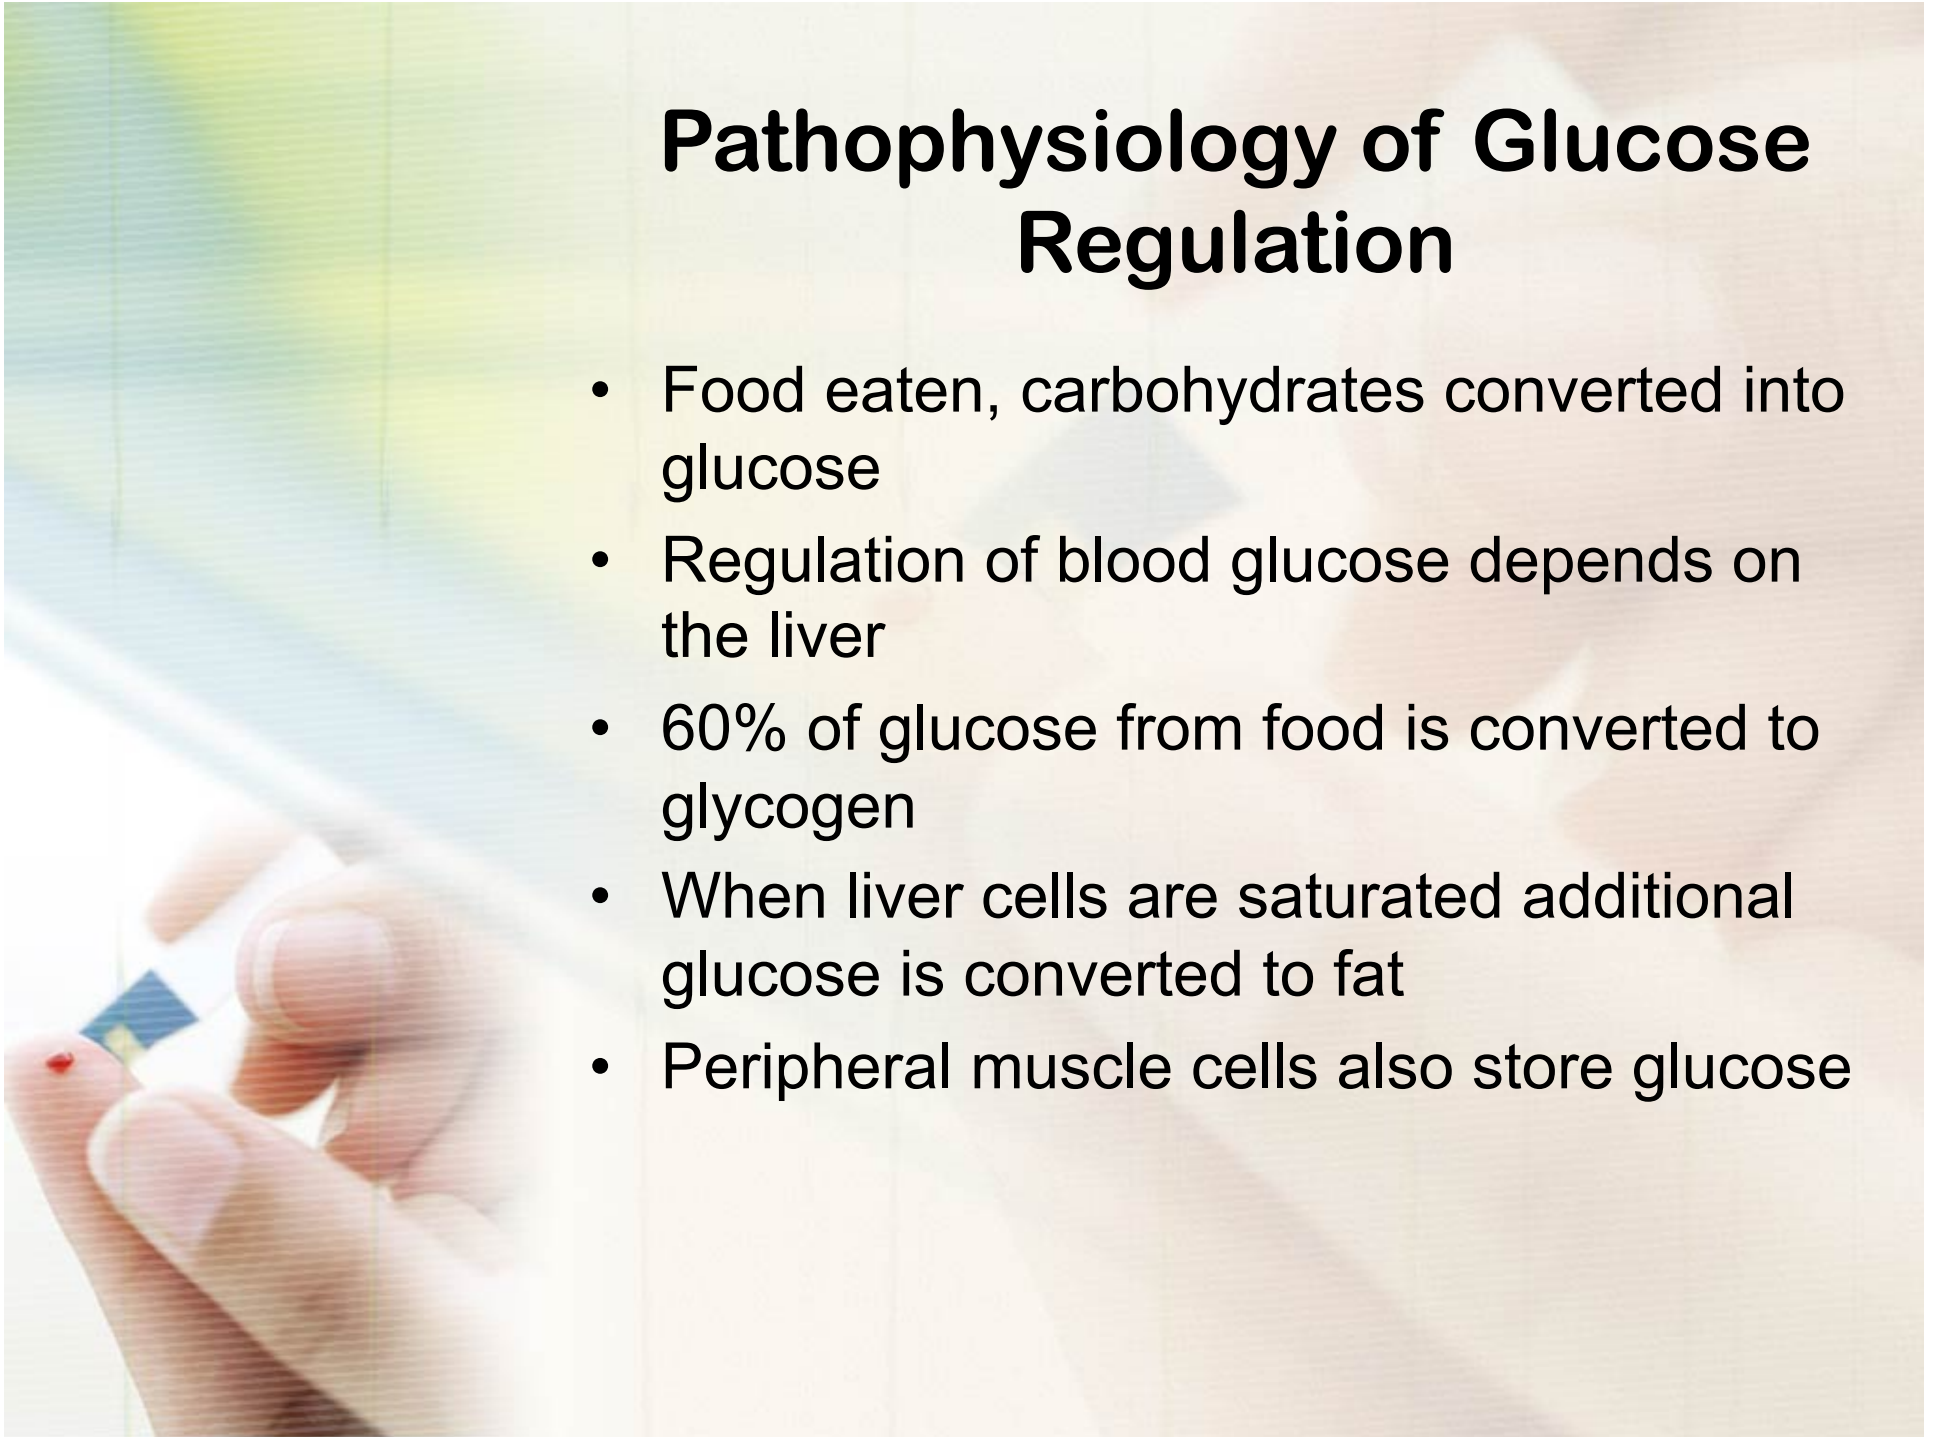 Pathophysiology of Glucose
Regulation
• Food eaten, carbohydrates converted into
glucose
• Regulation of blood glucose depends on
the liver
• 60% of glucose from food is converted to
glycogen
• When liver cells are saturated additional
glucose is converted to fat
• Peripheral muscle cells also store glucose